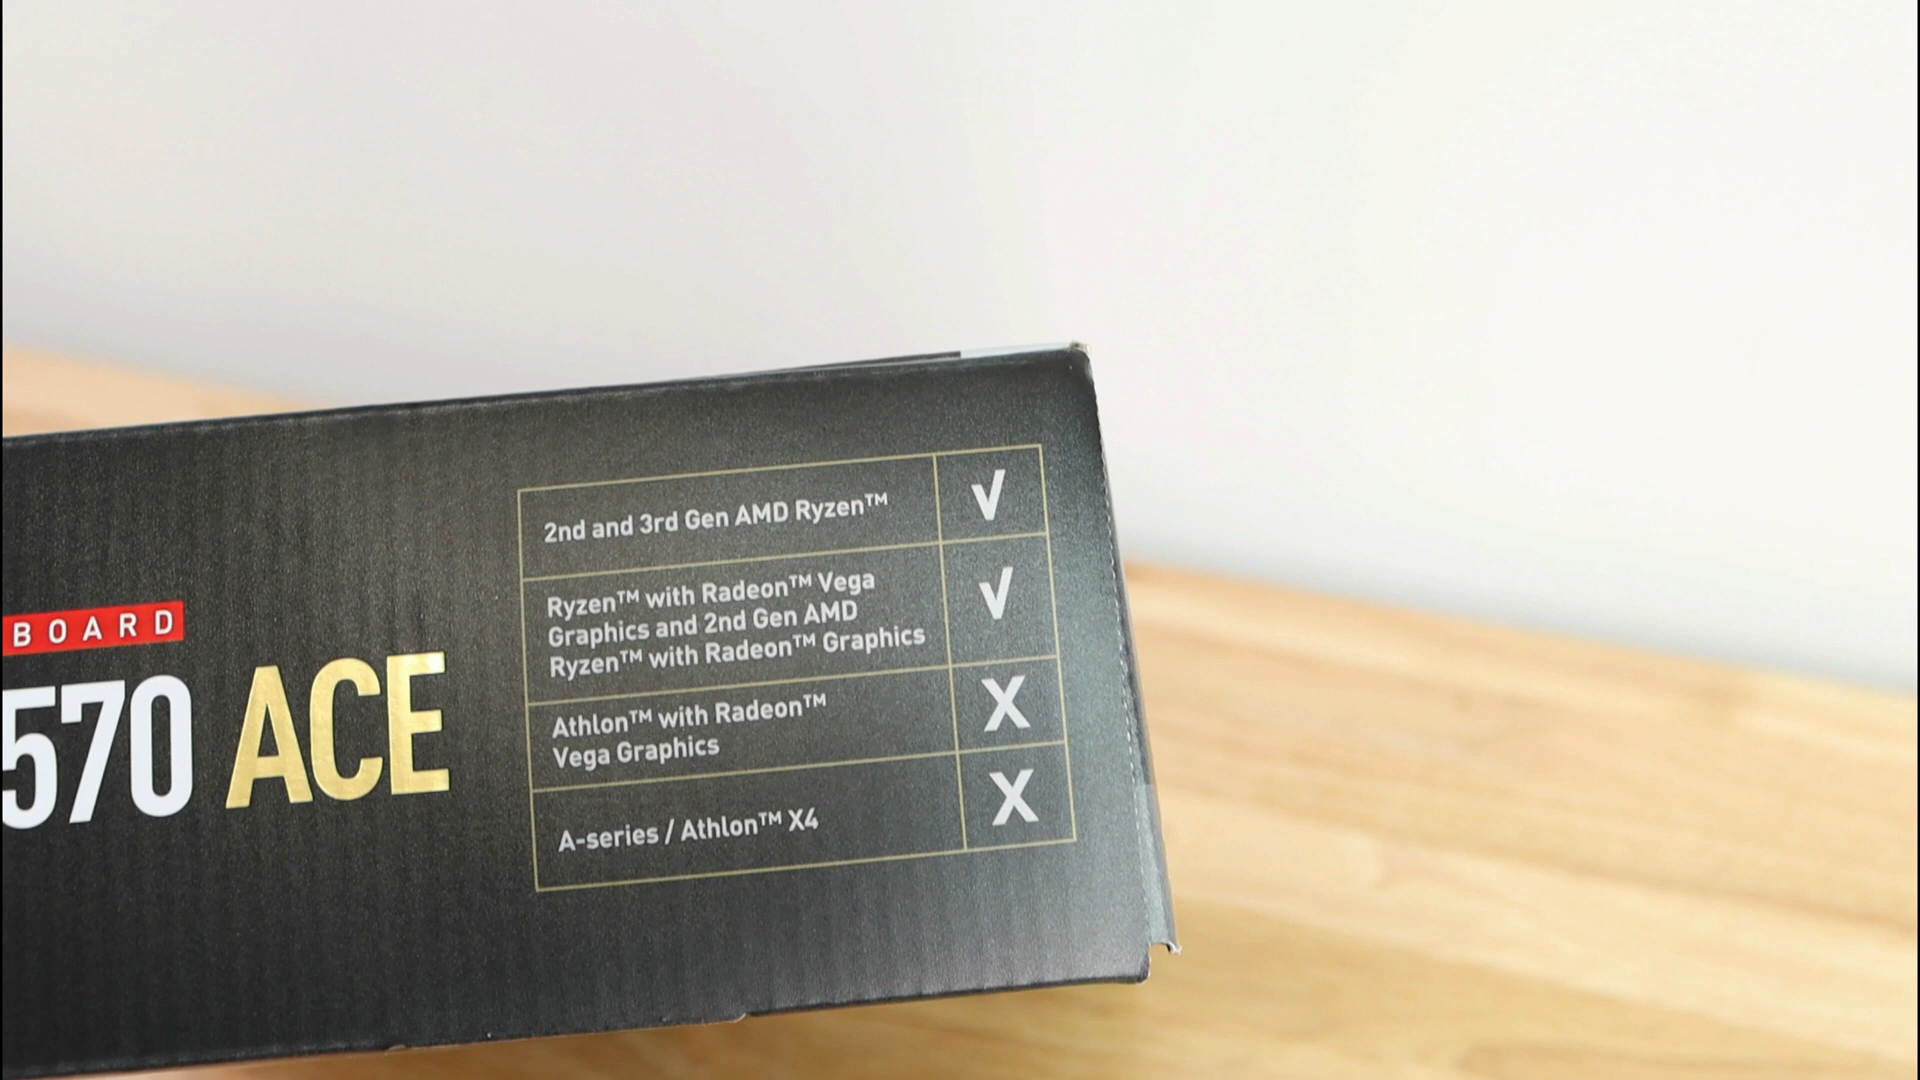 BOARD
570 ACE
2nd and 3rd Gen AMD Ryzen™ √
Ryzen™ with Radeon™ Vega
Graphics and 2nd Gen AMD
Ryzen™ with Radeon™ Graphics √
Athlon™ with Radeon™
Vega Graphics X
A-series / Athlon™ X4 X